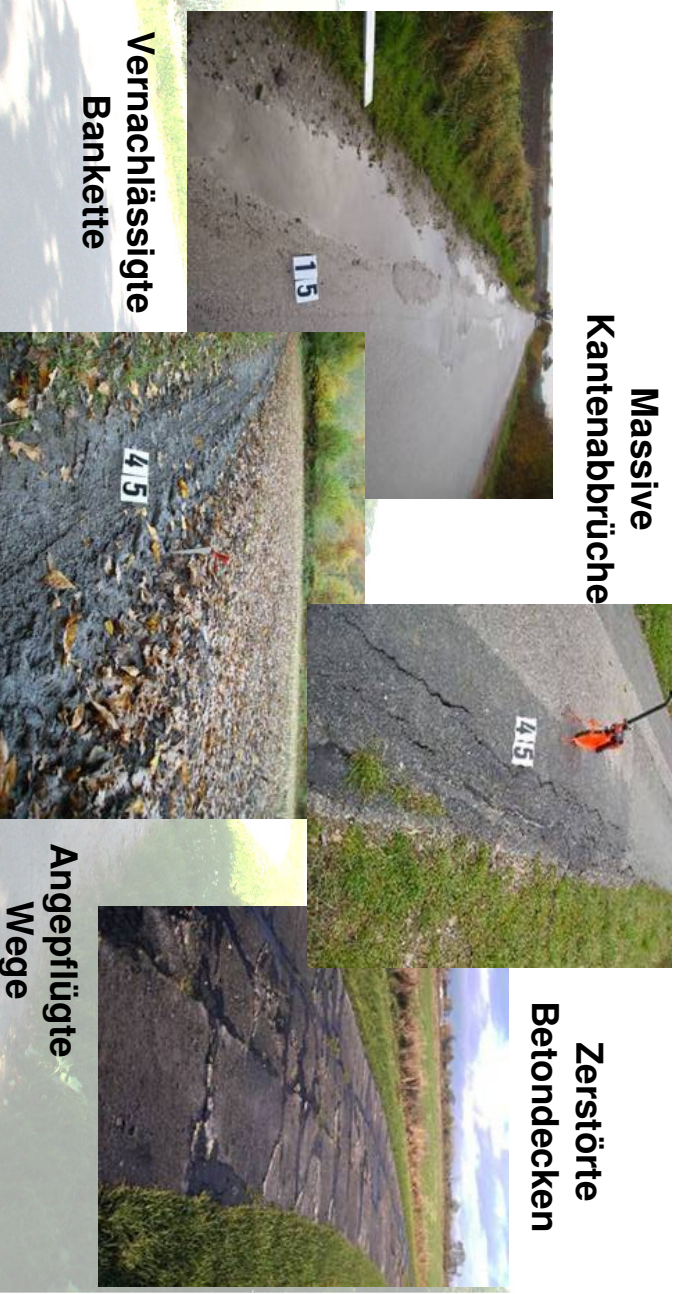 Massive
Kantenabbrüche
Zerstörte
Betondecken
45
15
45
Vernachlässigte
Bankette
Angepflügte
Wege